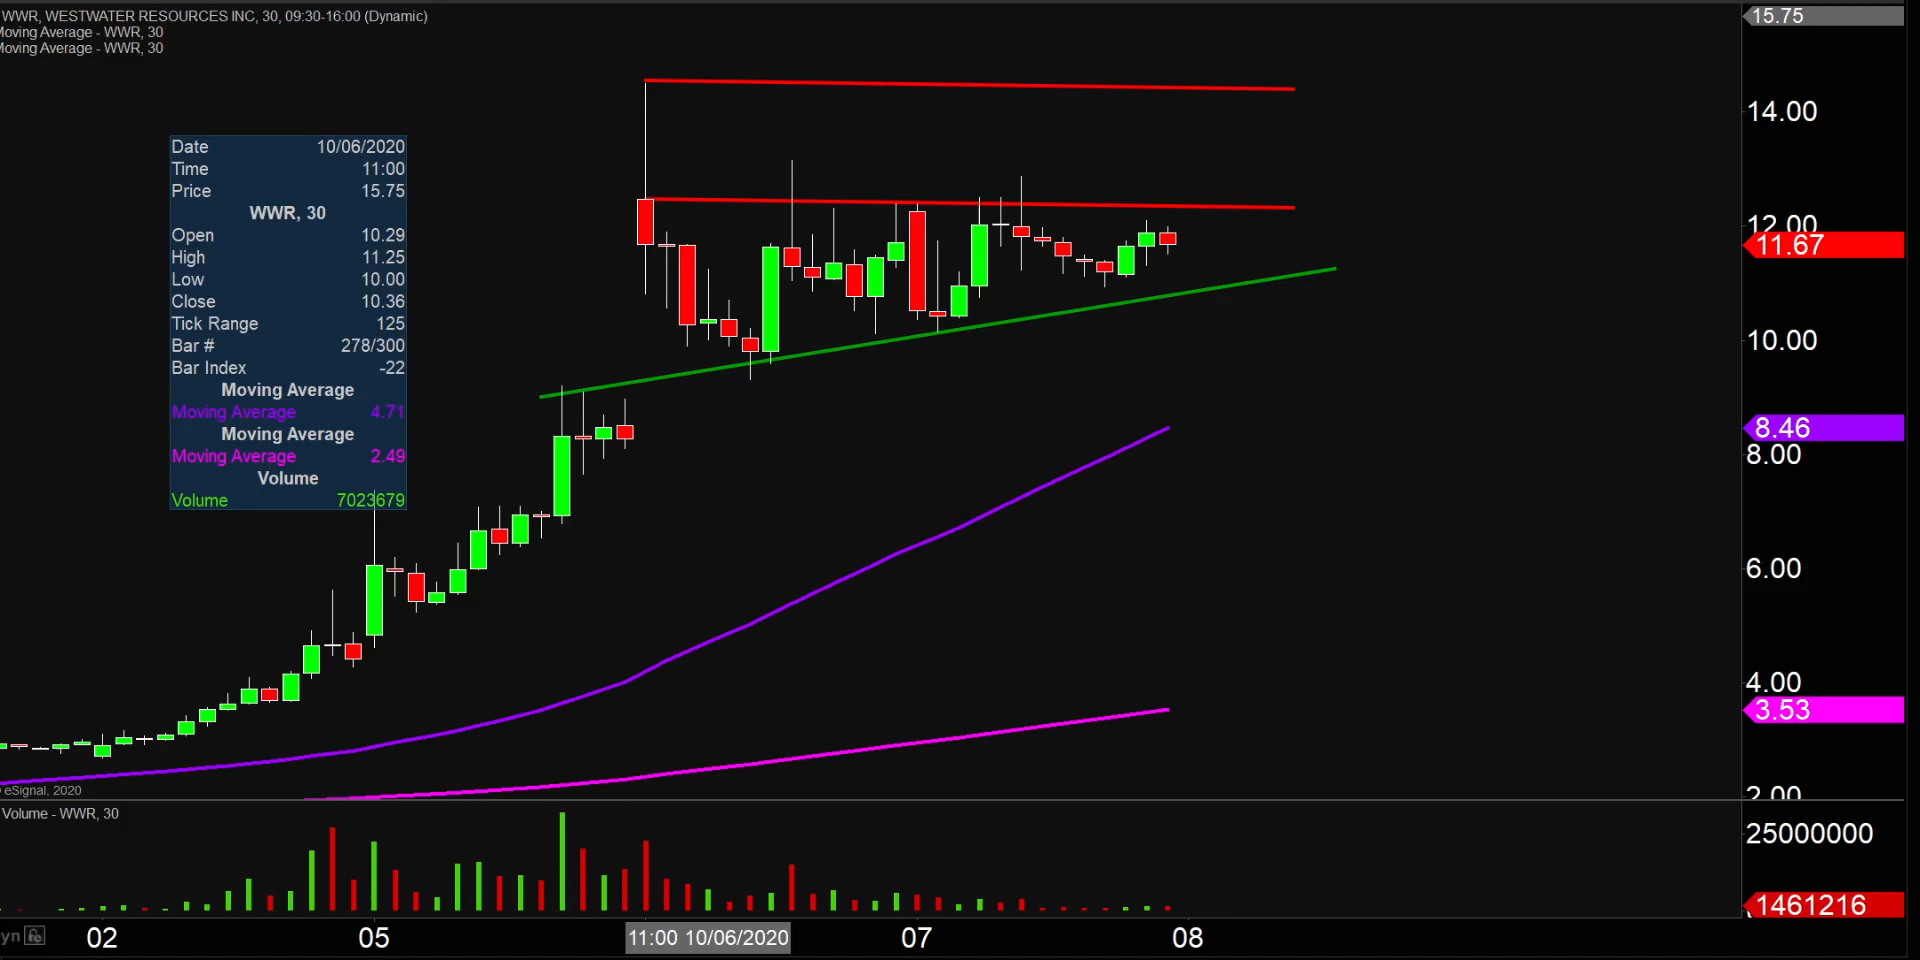 WWR, WESTWATER RESOURCES INC, 30, 09:30-16:00 (Dynamic)
Moving Average - WWR, 30
Moving Average - WWR, 30
15.75
14.00
12.00
11.67
10.00
8.46
8.00
6.00
4.00
3.53
2.00
Date 10/06/2020
Time 11:00
Price 15.75
WWR, 30
Open 10.29
High 11.25
Low 10.00
Close 10.36
Tick Range 125
Bar # 278/300
Bar Index -22
Moving Average
Moving Average 4.71
Moving Average
Moving Average 2.49
Volume
Volume 7023679
eSignal, 2020
Volume - WWR, 30
25000000
1461216
yn
02
05
11:00 10/06/2020
07
08